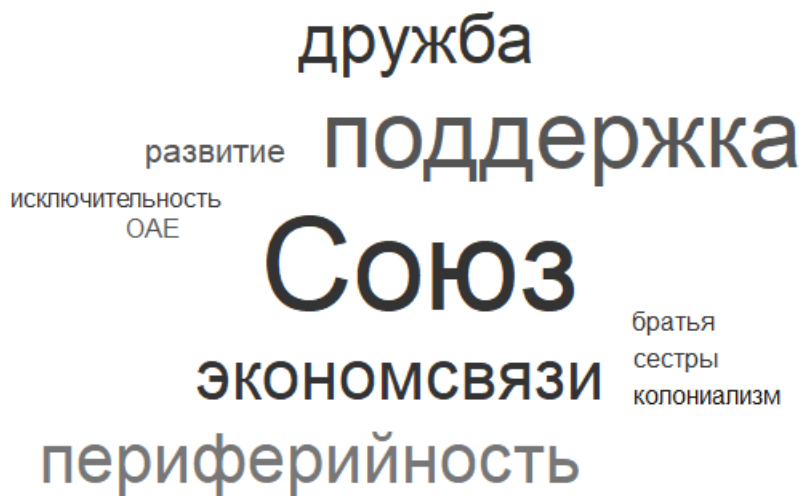 дружба
поддержка
развитие
исключительность
ОАЕ
Союз
братья
сестры
экономсвязи
колониализм
периферийность